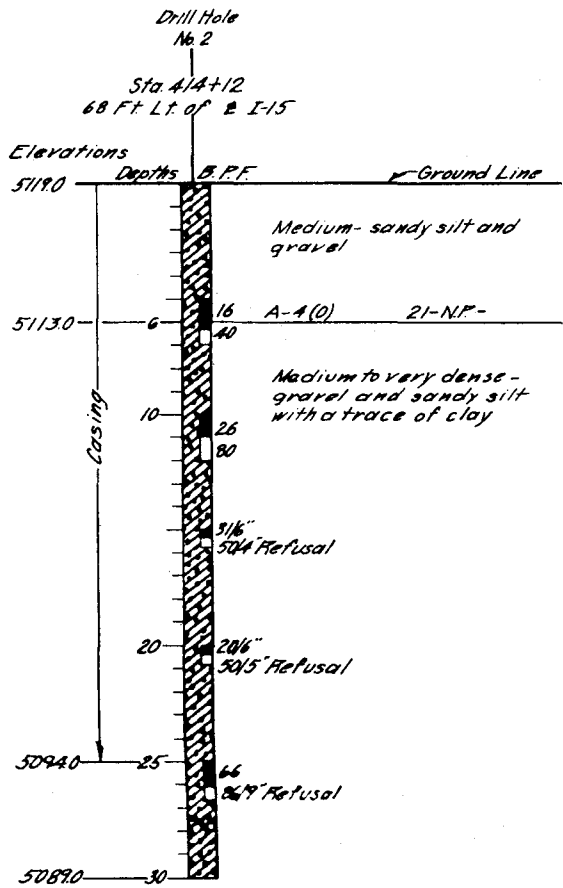 Drill Hole
No. 2
Sta. 414+12
68 Ft. Lt. of ℄ I-15
Elevations
Depths B.P.F. Ground Line
5119.0
Medium- sandy silt and
gravel
16 A-4(0) 21-N.P.-
5113.0 6
40
Medium to very dense-
gravel and sandy silt
with a trace of clay
10
26
80
Casing
31/6"
50/4" Refusal
20 20/6"
50/5" Refusal
5094.0 25
66
86/9" Refusal
5089.0 30